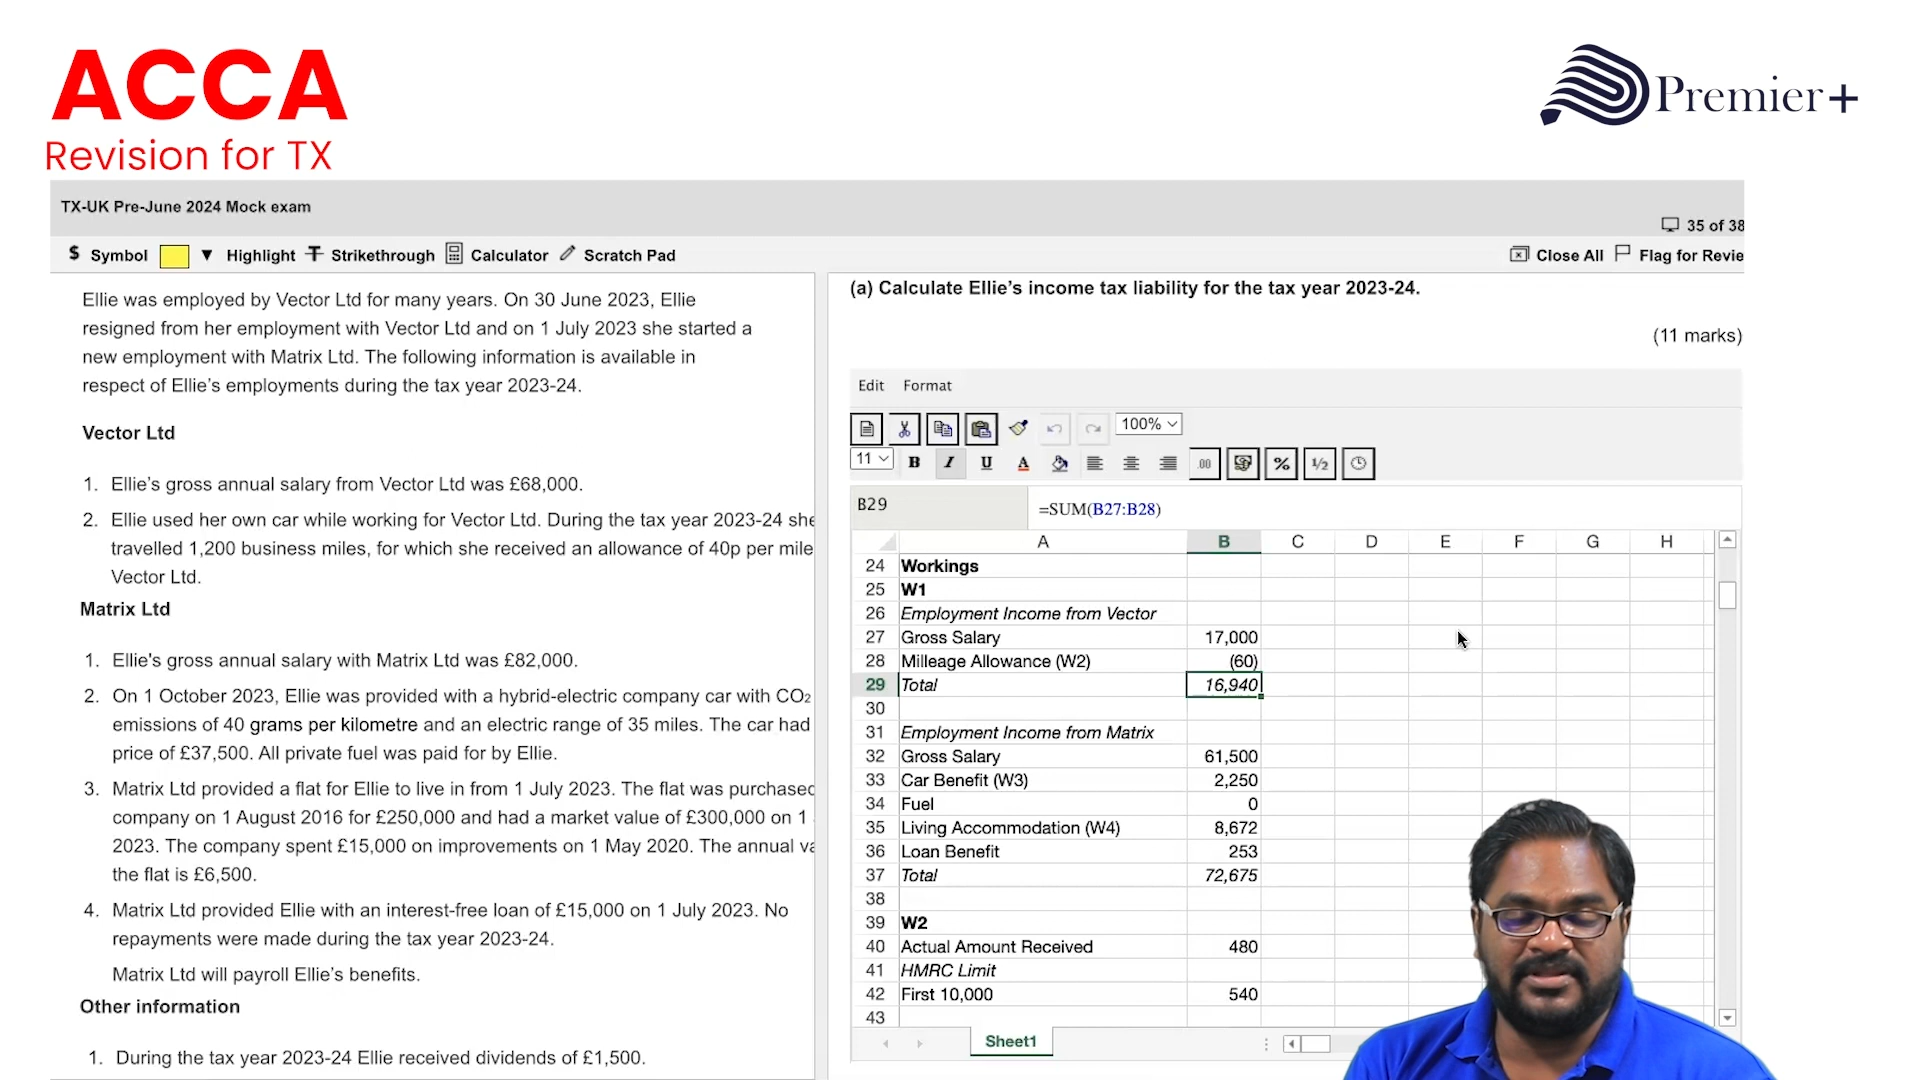 ACCA
Revision for TX
Premier+
TX-UK Pre-June 2024 Mock exam
35 of 38
$ Symbol ▼ Highlight Strikethrough Calculator Scratch Pad
Close All Flag for Revie
Ellie was employed by Vector Ltd for many years. On 30 June 2023, Ellie
resigned from her employment with Vector Ltd and on 1 July 2023 she started a
new employment with Matrix Ltd. The following information is available in
respect of Ellie's employments during the tax year 2023-24.
Vector Ltd
1. Ellie's gross annual salary from Vector Ltd was £68,000.
2. Ellie used her own car while working for Vector Ltd. During the tax year 2023-24 she
travelled 1,200 business miles, for which she received an allowance of 40p per mile
Vector Ltd.
Matrix Ltd
1. Ellie's gross annual salary with Matrix Ltd was £82,000.
2. On 1 October 2023, Ellie was provided with a hybrid-electric company car with CO₂
emissions of 40 grams per kilometre and an electric range of 35 miles. The car had
price of £37,500. All private fuel was paid for by Ellie.
3. Matrix Ltd provided a flat for Ellie to live in from 1 July 2023. The flat was purchased
company on 1 August 2016 for £250,000 and had a market value of £300,000 on 1
2023. The company spent £15,000 on improvements on 1 May 2020. The annual va
the flat is £6,500.
4. Matrix Ltd provided Ellie with an interest-free loan of £15,000 on 1 July 2023. No
repayments were made during the tax year 2023-24.
Matrix Ltd will payroll Ellie's benefits.
Other information
1. During the tax year 2023-24 Ellie received dividends of £1,500.
(a) Calculate Ellie's income tax liability for the tax year 2023-24.
(11 marks)
Edit Format
100%
11 B I U A .00 % 1/2
B29 =SUM(B27:B28)
A B C D E F G H
24 Workings
25 W1
26 Employment Income from Vector
27 Gross Salary 17,000
28 Milleage Allowance (W2) (60)
29 Total 16,940
30
31 Employment Income from Matrix
32 Gross Salary 61,500
33 Car Benefit (W3) 2,250
34 Fuel 0
35 Living Accommodation (W4) 8,672
36 Loan Benefit 253
37 Total 72,675
38
39 W2
40 Actual Amount Received 480
41 HMRC Limit
42 First 10,000 540
43
Sheet1